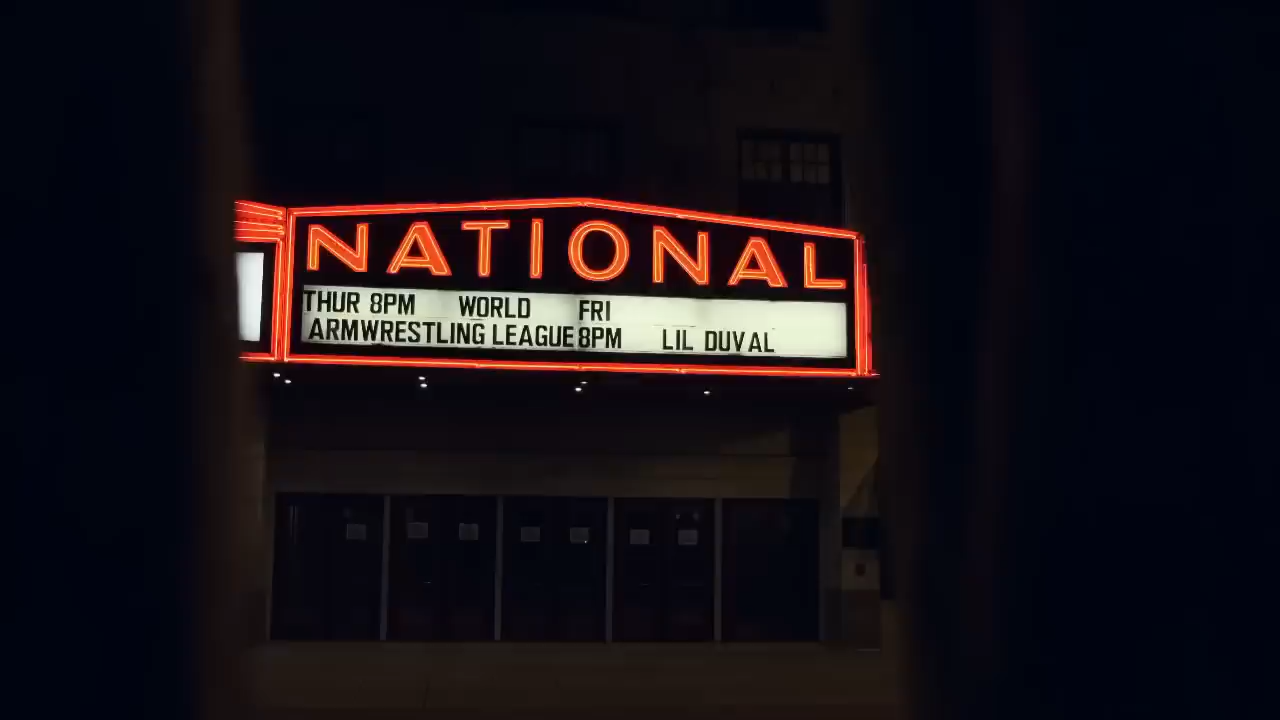 NATIONAL
THUR 8PM WORLD FRI
ARMWRESTLING LEAGUE 8PM LIL DUVAL